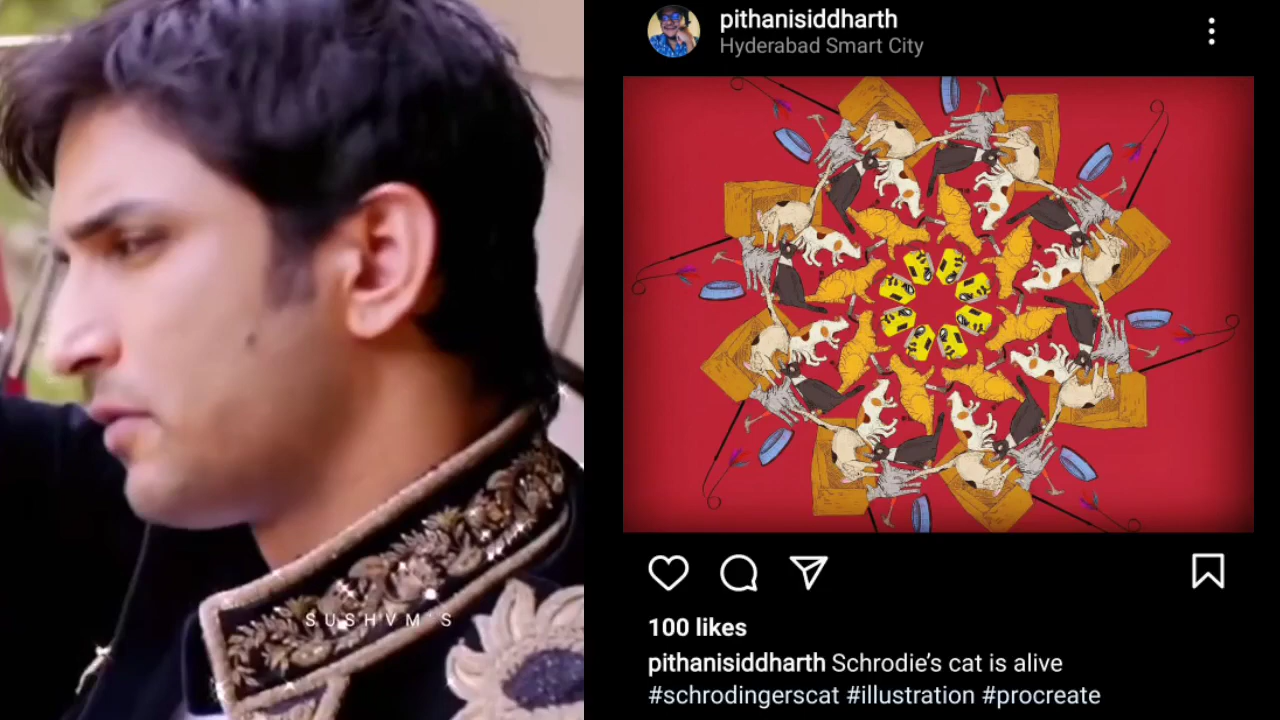 SUSHVM'S
pithanisiddharth
Hyderabad Smart City
100 likes
pithanisiddharth Schrodie’s cat is alive
#schrodingerscat #illustration #procreate